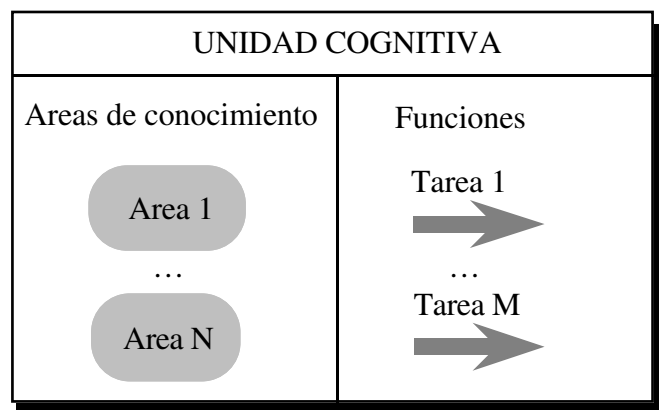 UNIDAD COGNITIVA
Areas de conocimiento
Area 1
…
Area N
Funciones
Tarea 1
…
Tarea M